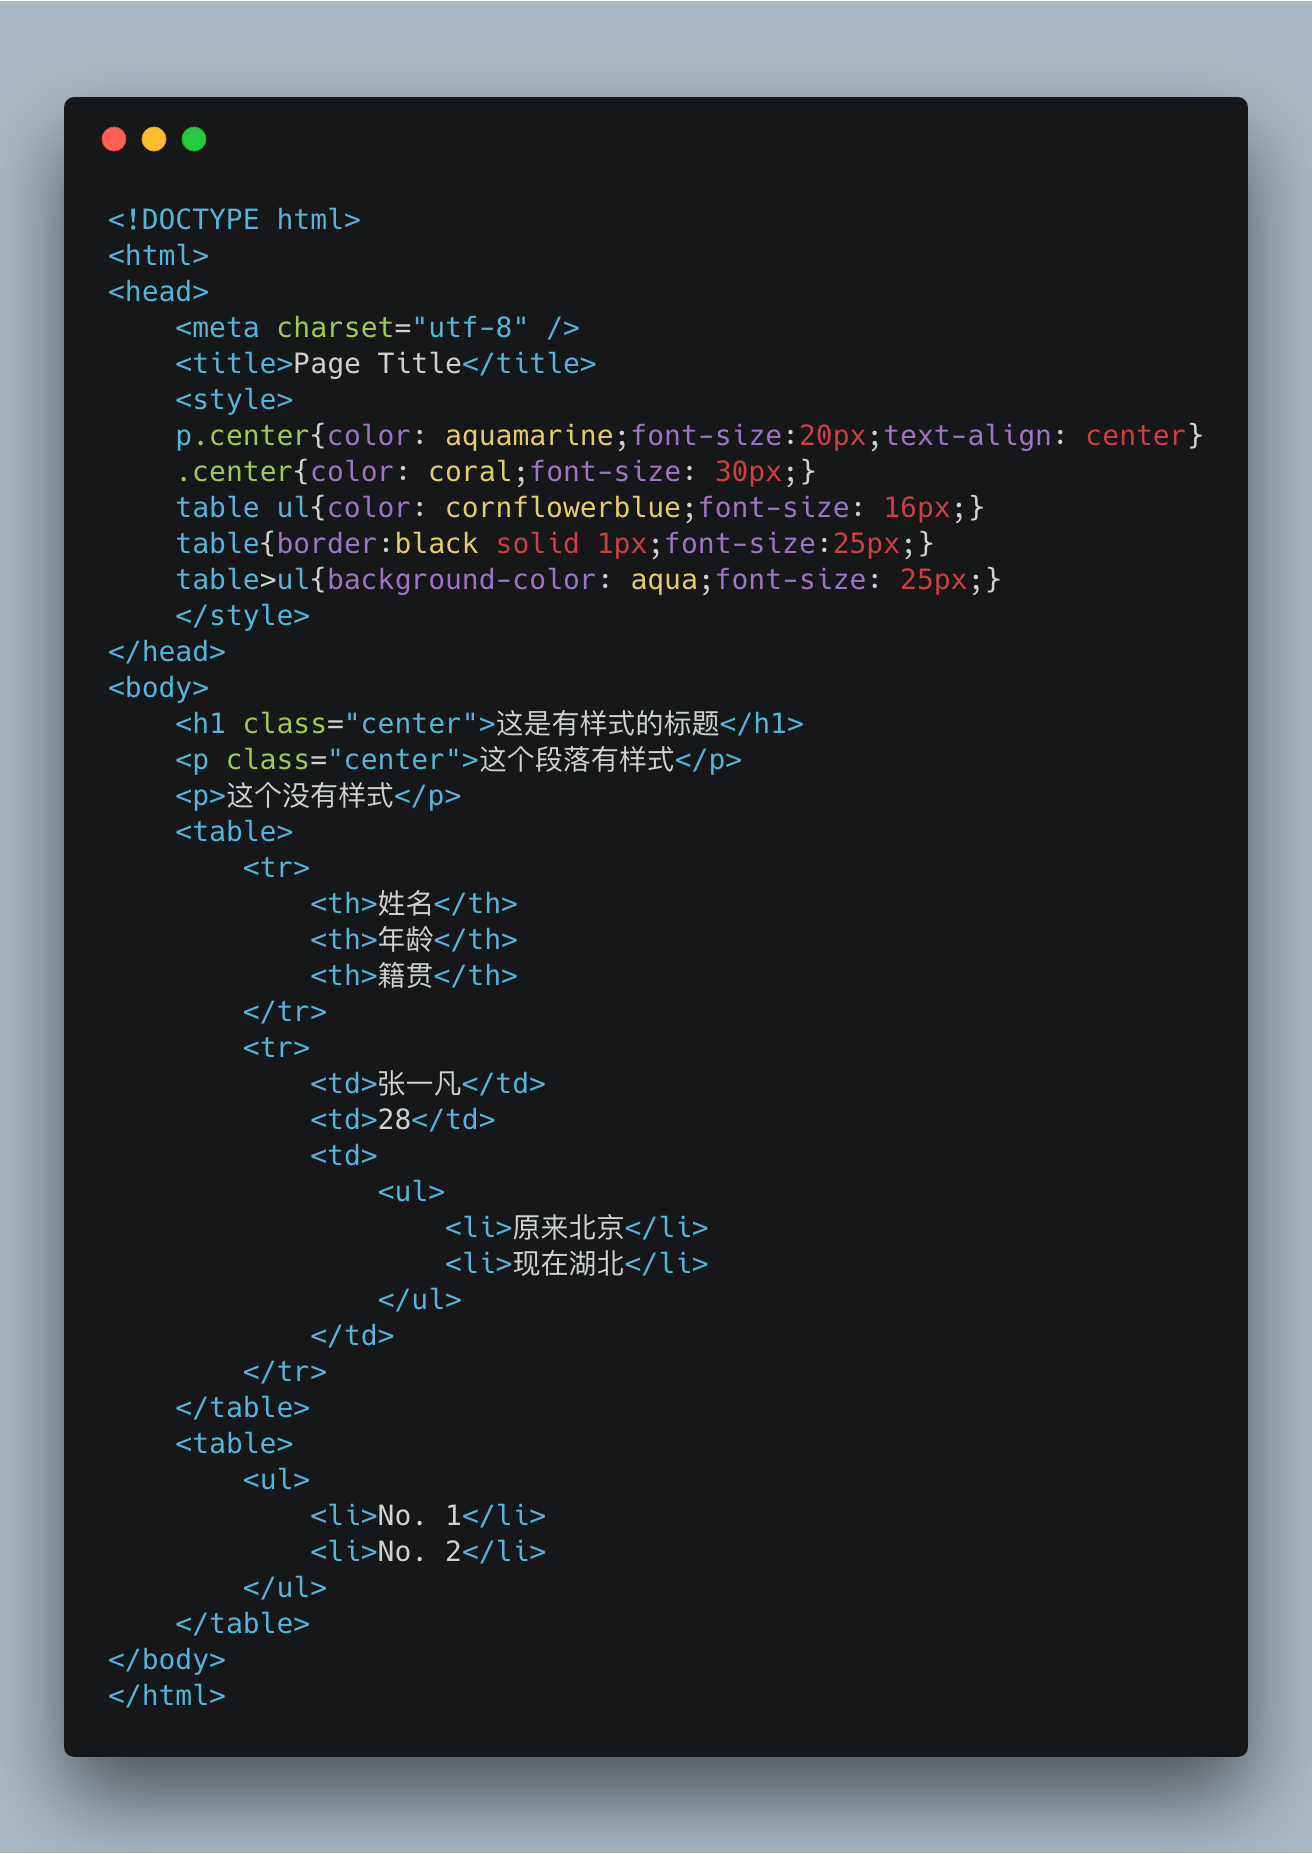 <!DOCTYPE html>
<html>
<head>
    <meta charset="utf-8" />
    <title>Page Title</title>
    <style>
    p.center{color: aquamarine;font-size:20px;text-align: center}
    .center{color: coral;font-size: 30px;}
    table ul{color: cornflowerblue;font-size: 16px;}
    table{border:black solid 1px;font-size:25px;}
    table>ul{background-color: aqua;font-size: 25px;}
    </style>
</head>
<body>
    <h1 class="center">这是有样式的标题</h1>
    <p class="center">这个段落有样式</p>
    <p>这个没有样式</p>
    <table>
        <tr>
            <th>姓名</th>
            <th>年龄</th>
            <th>籍贯</th>
        </tr>
        <tr>
            <td>张一凡</td>
            <td>28</td>
            <td>
                <ul>
                    <li>原来北京</li>
                    <li>现在湖北</li>
                </ul>
            </td>
        </tr>
    </table>
    <table>
        <ul>
            <li>No. 1</li>
            <li>No. 2</li>
        </ul>
    </table>
</body>
</html>